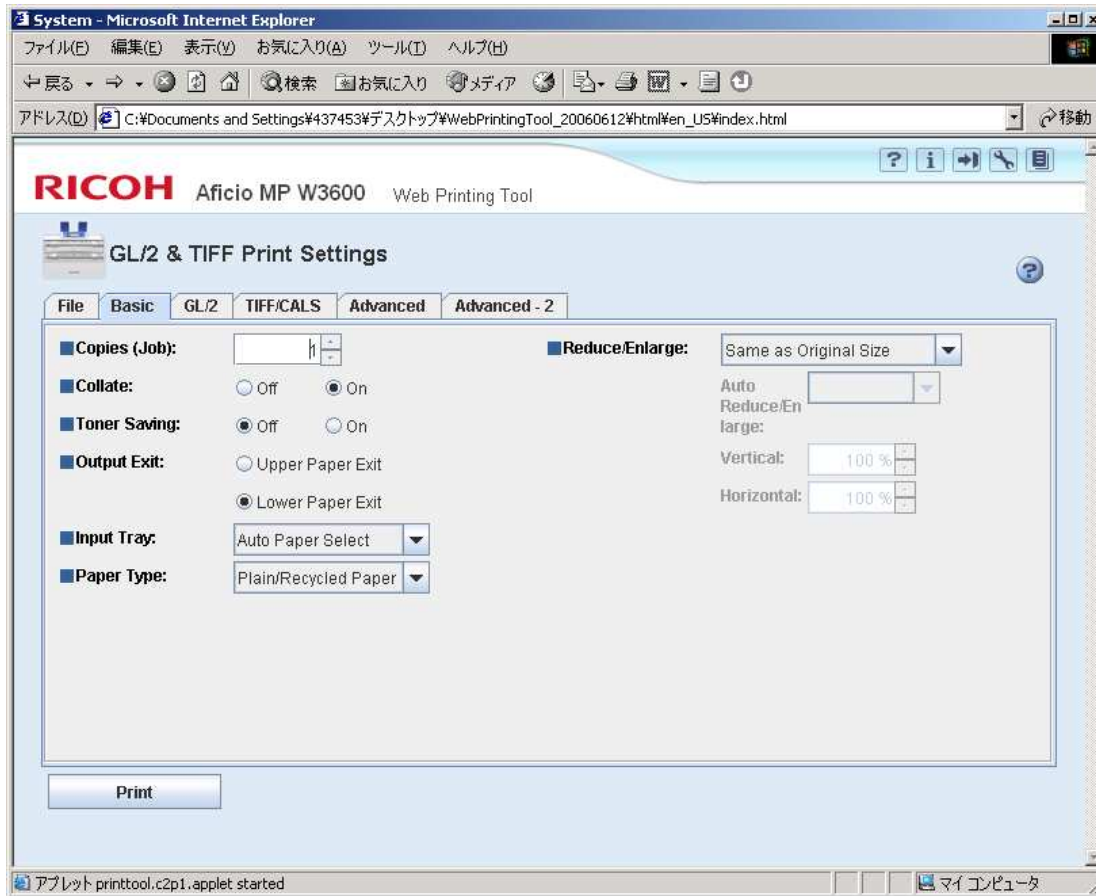 System - Microsoft Internet Explorer
ファイル(F) 編集(E) 表示(V) お気に入り(A) ツール(T) ヘルプ(H)
戻る 検索 お気に入り メディア
アドレス(D) C:¥Documents and Settings¥437453¥デスクトップ¥WebPrintingTool_20060612¥html¥en_US¥index.html 移動
RICOH Aficio MP W3600 Web Printing Tool
GL/2 & TIFF Print Settings
File Basic GL/2 TIFF/CALS Advanced Advanced - 2
Copies (Job): 1
Reduce/Enlarge: Same as Original Size
Collate: Off On
Auto Reduce/En
large:
Toner Saving: Off On
Output Exit: Upper Paper Exit
Vertical: 100 %
Lower Paper Exit
Horizontal: 100 %
Input Tray: Auto Paper Select
Paper Type: Plain/Recycled Paper
Print
アプレット printtool.c2p1.applet started マイ コンピュータ